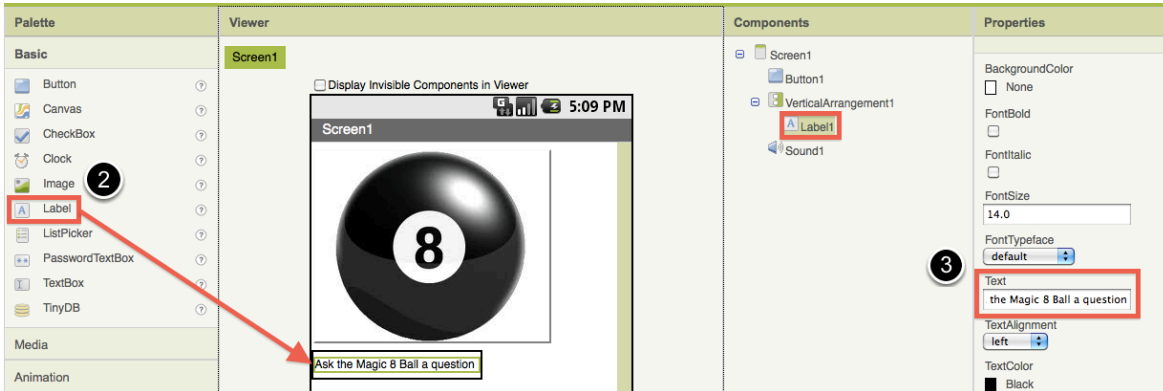 Palette
Basic
Button
Canvas
CheckBox
Clock
Image
Label
ListPicker
PasswordTextBox
TextBox
TinyDB
Media
Animation
2
Viewer
Screen1
Display Invisible Components in Viewer
5:09 PM
Screen1
8
Ask the Magic 8 Ball a question
Components
Screen1
Button1
VerticalArrangement1
A Label1
Sound1
3
Properties
BackgroundColor
None
FontBold
FontItalic
FontSize
14.0
FontTypeface
default
Text
the Magic 8 Ball a question
TextAlignment
left
TextColor
Black